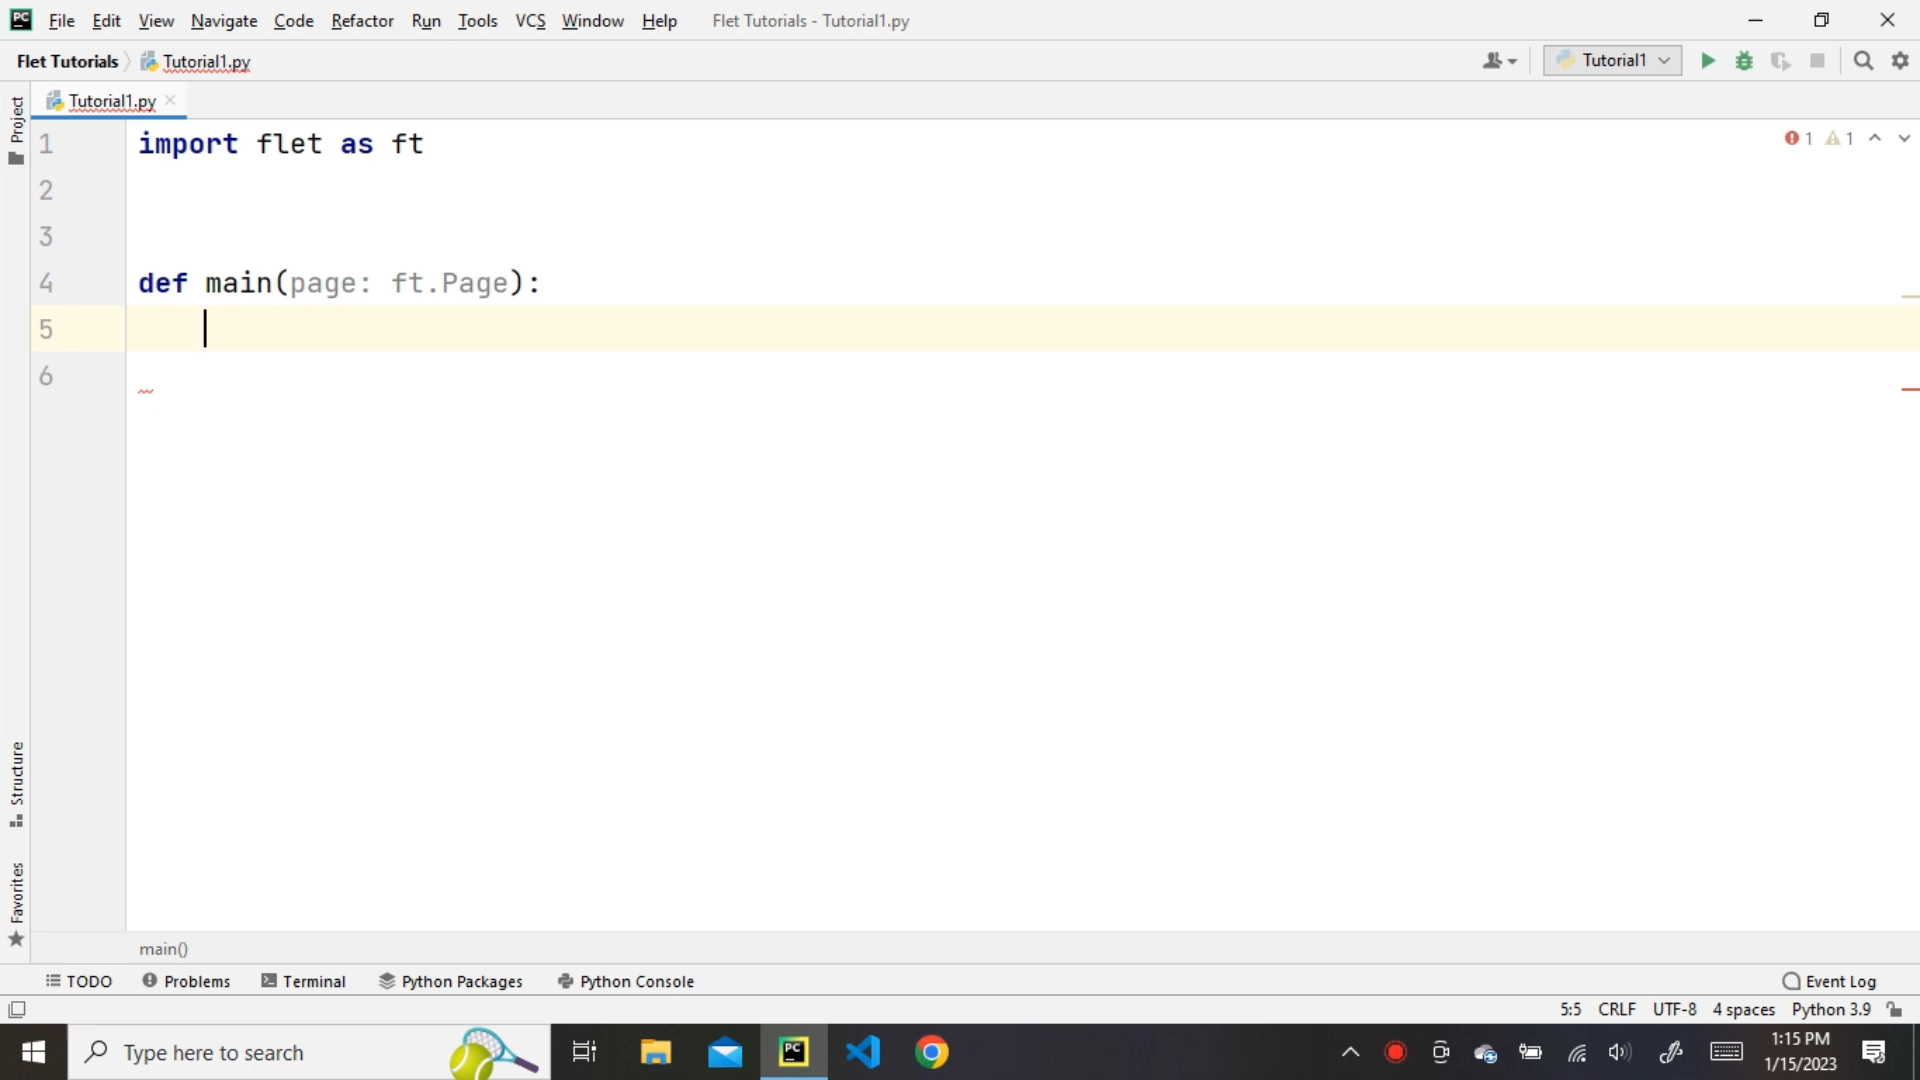 PC File Edit View Navigate Code Refactor Run Tools VCS Window Help Flet Tutorials - Tutorial1.py
Flet Tutorials Tutorial1.py Tutorial1
Tutorial1.py
Project
1 import flet as ft 1 1
2
3
4 def main(page: ft.Page):
5
6
Structure
Favorites
main()
TODO Problems Terminal Python Packages Python Console Event Log
5:5 CRLF UTF-8 4 spaces Python 3.9
Type here to search PC 1:15 PM
1/15/2023